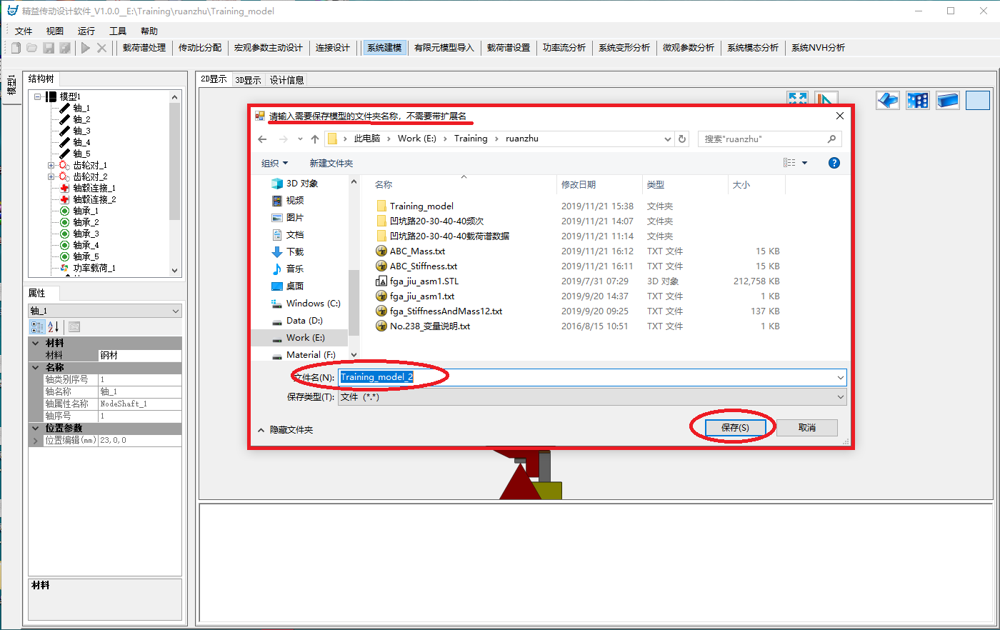 精益传动设计软件_V1.0.0__E:\Training\ruanzhu\Training_model
文件 视图 运行 工具 帮助
载荷谱处理 传动比分配 宏观参数主动设计 连接设计 系统建模 有限元模型导入 载荷谱设置 功率流分析 系统变形分析 微观参数分析 系统模态分析 系统NVH分析
模型1
结构树
模型1
轴_1
轴_2
轴_3
轴_4
轴_5
齿轮对_1
齿轮对_2
轴毂连接_1
轴毂连接_2
轴承_1
轴承_2
轴承_3
轴承_4
轴承_5
功率载荷_1
属性
轴_1
材料
材料 钢材
名称
轴类别序号 1
轴名称 轴_1
轴属性名称 NodeShaft_1
轴序号 1
位置参数
位置编辑(mm) 23,0,0
材料
2D显示 3D显示 设计信息
请输入需要保存模型的文件夹名称，不需要带扩展名
此电脑 › Work (E:) › Training › ruanzhu
搜索"ruanzhu"
组织 新建文件夹
3D 对象
视频
图片
文档
下载
音乐
桌面
Windows (C:)
Data (D:)
Work (E:)
Material (F:)
名称 修改日期 类型 大小
Training_model 2019/11/21 15:38 文件夹
凹坑路20-30-40-40频次 2019/11/21 14:07 文件夹
凹坑路20-30-40-40载荷谱数据 2019/11/21 11:14 文件夹
ABC_Mass.txt 2019/11/21 16:12 TXT 文件 15 KB
ABC_Stiffness.txt 2019/11/21 16:11 TXT 文件 15 KB
fga_jiu_asm1.STL 2019/7/31 07:29 3D 对象 212,758 KB
fga_jiu_asm1.txt 2019/9/20 14:37 TXT 文件 1 KB
fga_StiffnessAndMass12.txt 2019/9/20 09:25 TXT 文件 137 KB
No.238_变量说明.txt 2016/8/15 10:51 TXT 文件 1 KB
文件名(N): Training_model_2
保存类型(T): 文件 (*.*)
隐藏文件夹
保存(S) 取消